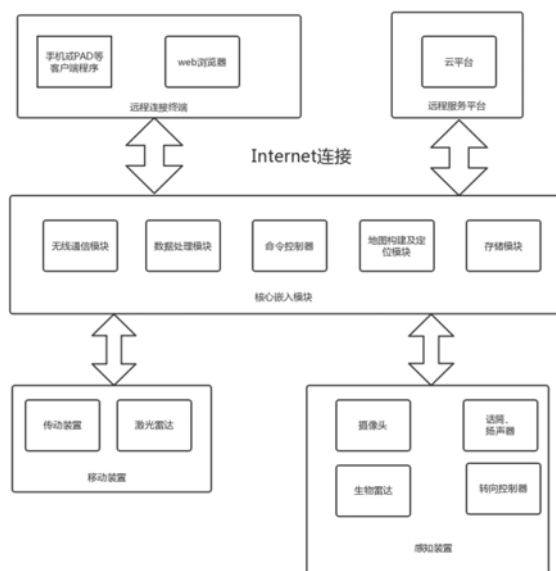 手机或PAD等
客户端程序
web浏览器
远程连接终端
云平台
远程服务平台
Internet连接
无线通信模块
数据处理模块
命令控制器
地图构建及定
位模块
存储模块
核心嵌入模块
传动装置
激光雷达
移动装置
摄像头
话筒、
扬声器
生物雷达
转向控制器
感知装置